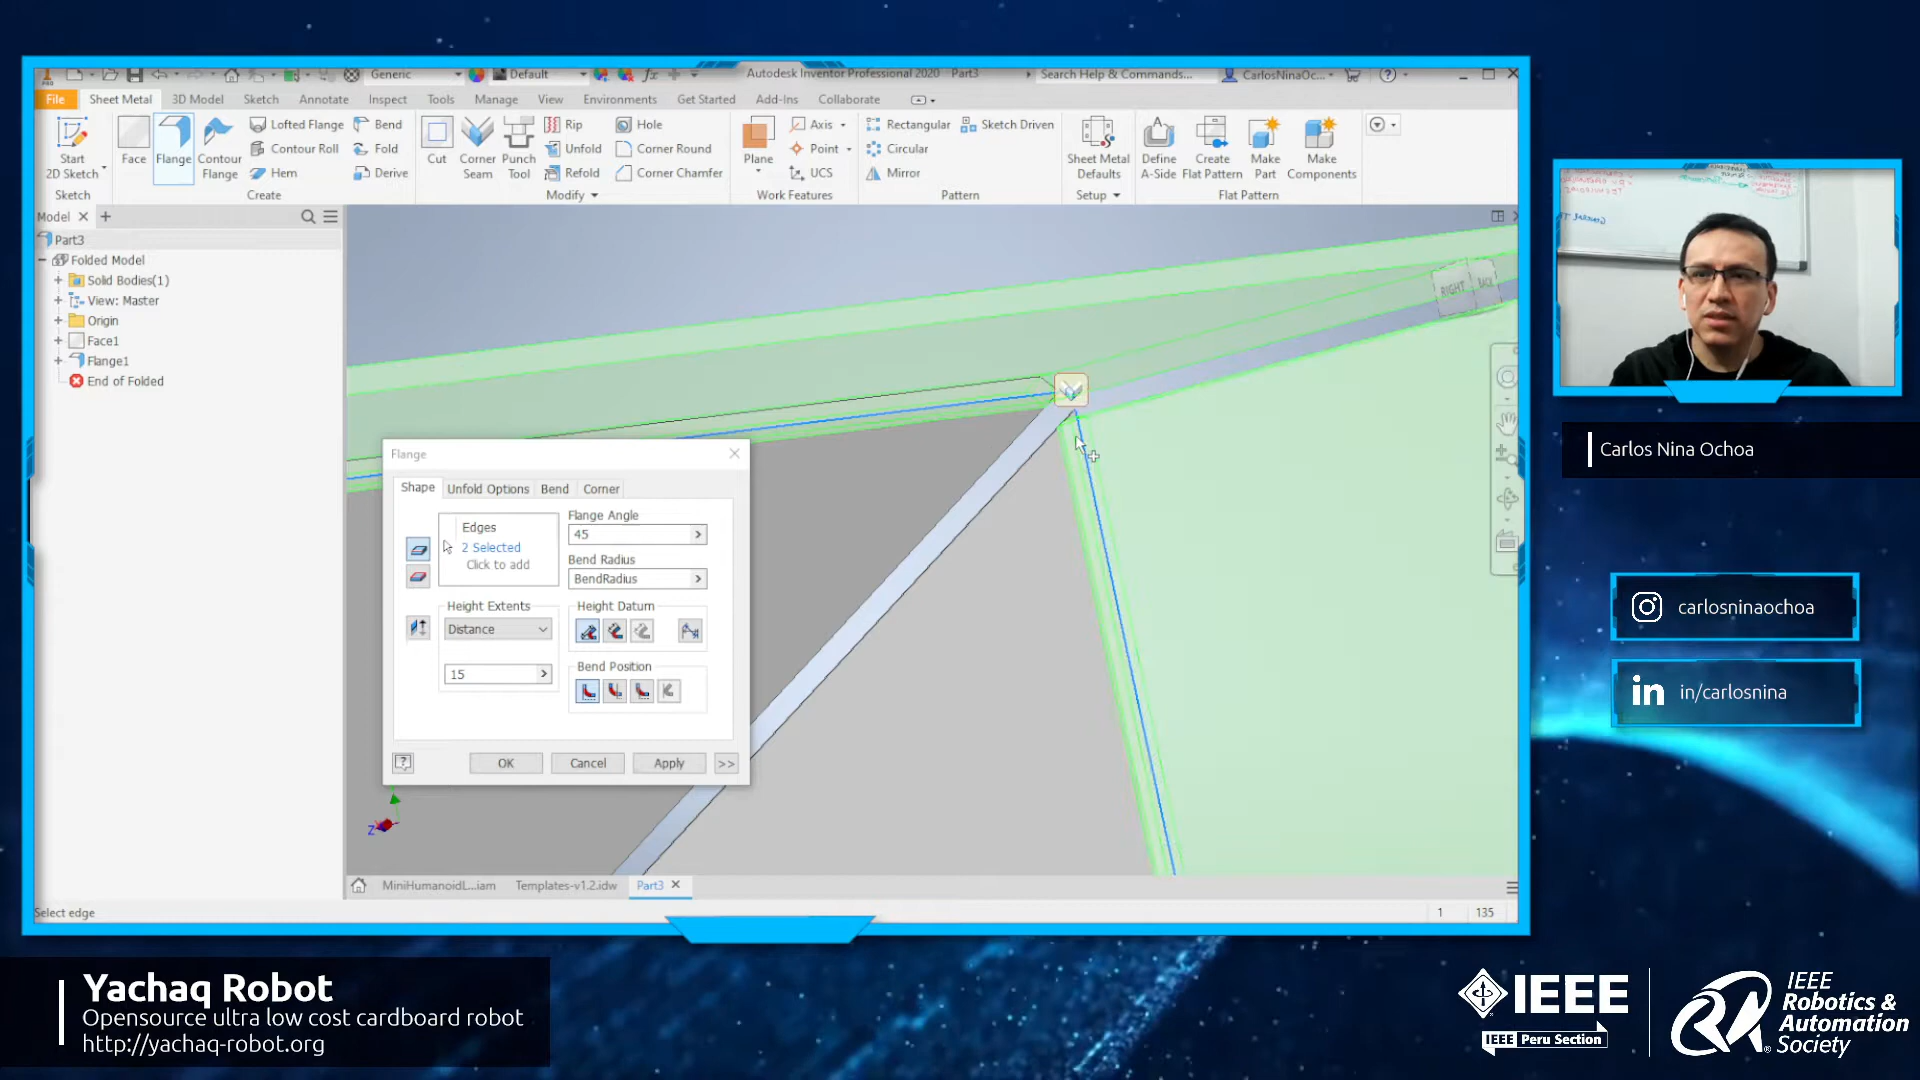 Generic
Default
Autodesk Inventor Professional 2020 Part3
Search Help & Commands...
CarlosNinaOc...
File
Sheet Metal
3D Model
Sketch
Annotate
Inspect
Tools
Manage
View
Environments
Get Started
Add-Ins
Vault
Collaborate
Start
2D Sketch
Face
Flange
Contour
Flange
Lofted Flange
Contour Roll
Hem
Bend
Fold
Derive
Cut
Corner
Seam
Punch
Tool
Rip
Unfold
Refold
Hole
Corner Round
Corner Chamfer
Plane
Axis
Point
UCS
Rectangular
Circular
Mirror
Sketch Driven
Sheet Metal
Defaults
Define
A-Side
Create
Flat Pattern
Make
Part
Make
Components
Sketch
Create
Modify
Work Features
Pattern
Setup
Flat Pattern
Model
Part3
Folded Model
Solid Bodies(1)
View: Master
Origin
Face1
Flange1
End of Folded
RIGHT
BACK
Flange
Shape
Unfold Options
Bend
Corner
Edges
2 Selected
Click to add
Flange Angle
45
Bend Radius
BendRadius
Height Extents
Distance
15
Height Datum
Bend Position
OK
Cancel
Apply
>>
Z
MiniHumanoidL...iam
Templates-v1.2.idw
Part3
Select edge
1
135
Carlos Nina Ochoa
carlosninaochoa
in/carlosnina
Yachaq Robot
Opensource ultra low cost cardboard robot
http://yachaq-robot.org
IEEE
IEEE Peru Section
IEEE
Robotics &
Automation
Society